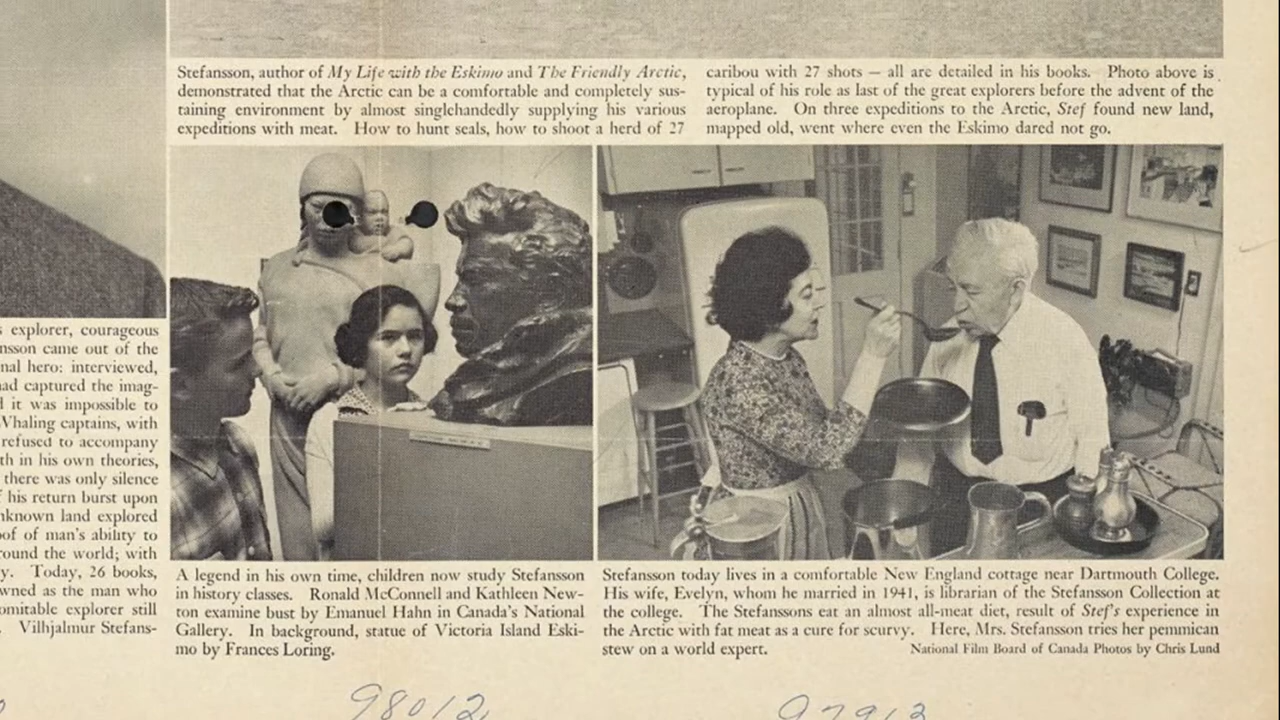 Stefansson, author of My Life with the Eskimo and The Friendly Arctic,
demonstrated that the Arctic can be a comfortable and completely sus-
taining environment by almost singlehandedly supplying his various
expeditions with meat. How to hunt seals, how to shoot a herd of 27
caribou with 27 shots — all are detailed in his books. Photo above is
typical of his role as last of the great explorers before the advent of the
aeroplane. On three expeditions to the Arctic, Stef found new land,
mapped old, went where even the Eskimo dared not go.
s explorer, courageous
nsson came out of the
nal hero: interviewed,
had captured the imag-
d it was impossible to
Whaling captains, with
refused to accompany
th in his own theories,
there was only silence
f his return burst upon
nknown land explored
oof of man's ability to
round the world; with
y. Today, 26 books,
wned as the man who
omitable explorer still
. Vilhjalmur Stefans-
A legend in his own time, children now study Stefansson
in history classes. Ronald McConnell and Kathleen New-
ton examine bust by Emanuel Hahn in Canada's National
Gallery. In background, statue of Victoria Island Eski-
mo by Frances Loring.
Stefansson today lives in a comfortable New England cottage near Dartmouth College.
His wife, Evelyn, whom he married in 1941, is librarian of the Stefansson Collection at
the college. The Stefanssons eat an almost all-meat diet, result of Stef's experience in
the Arctic with fat meat as a cure for scurvy. Here, Mrs. Stefansson tries her pemmican
stew on a world expert.
National Film Board of Canada Photos by Chris Lund
98012
97913